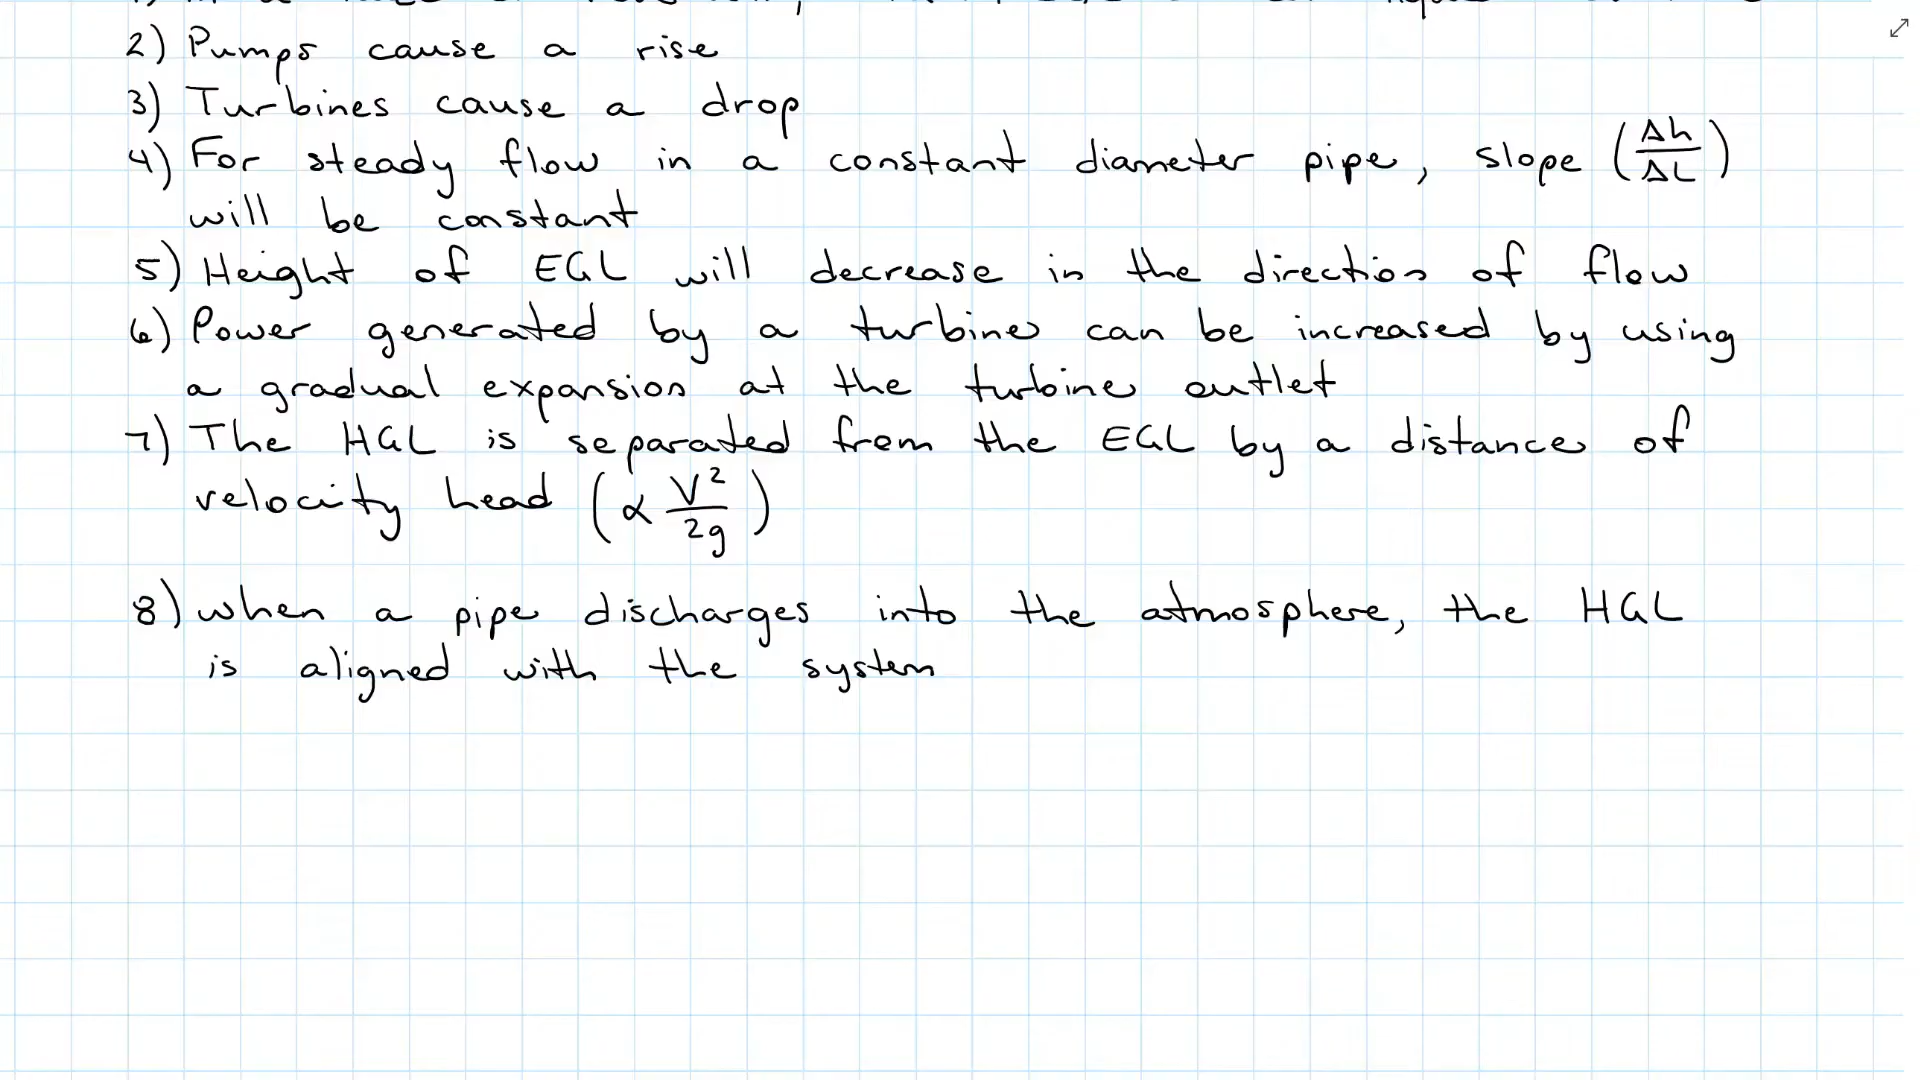 2) Pumps cause a rise
3) Turbines cause a drop
4) For steady flow in a constant diameter pipe, slope (Δh/ΔL)
will be constant
5) Height of EGL will decrease in the direction of flow
6) Power generated by a turbine can be increased by using
a gradual expansion at the turbine outlet
7) The HGL is separated from the EGL by a distance of
velocity head (α V²/2g)
8) when a pipe discharges into the atmosphere, the HGL
is aligned with the system